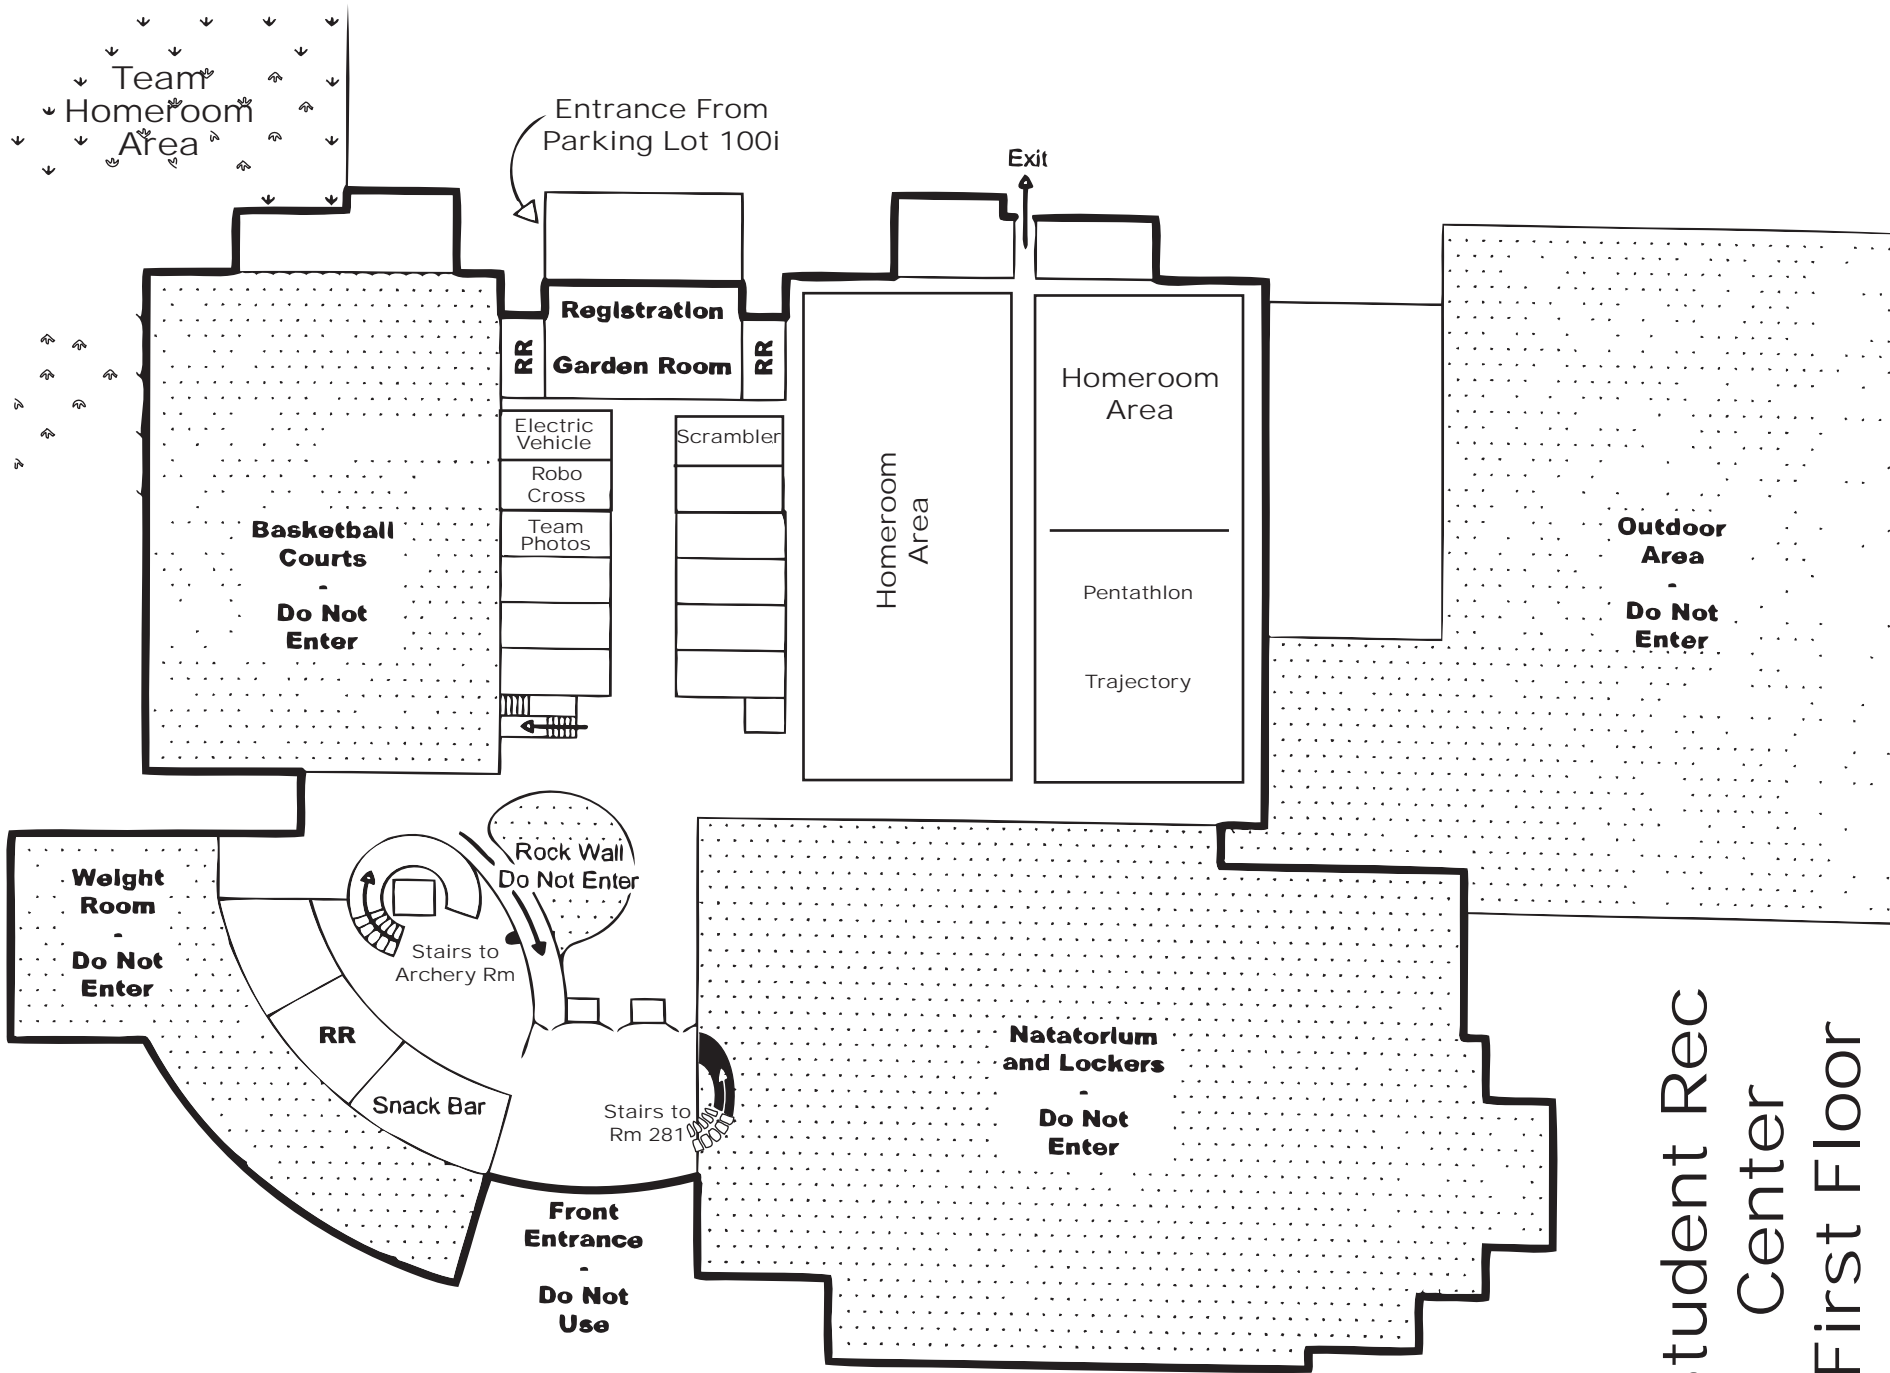 Team
Homeroom
Area
Entrance From
Parking Lot 100i
Exit
Registration
Garden Room
RR
RR
Electric
Vehicle
Robo
Cross
Team
Photos
Scrambler
Homeroom
Area
Homeroom
Area
Pentathlon
Trajectory
Basketball
Courts
-
Do Not
Enter
Outdoor
Area
-
Do Not
Enter
Rock Wall
Do Not Enter
Weight
Room
-
Do Not
Enter
Stairs to
Archery Rm
RR
Snack Bar
Stairs to
Rm 281
Natatorium
and Lockers
-
Do Not
Enter
Front
Entrance
-
Do Not
Use
tudent Rec
Center
First Floor